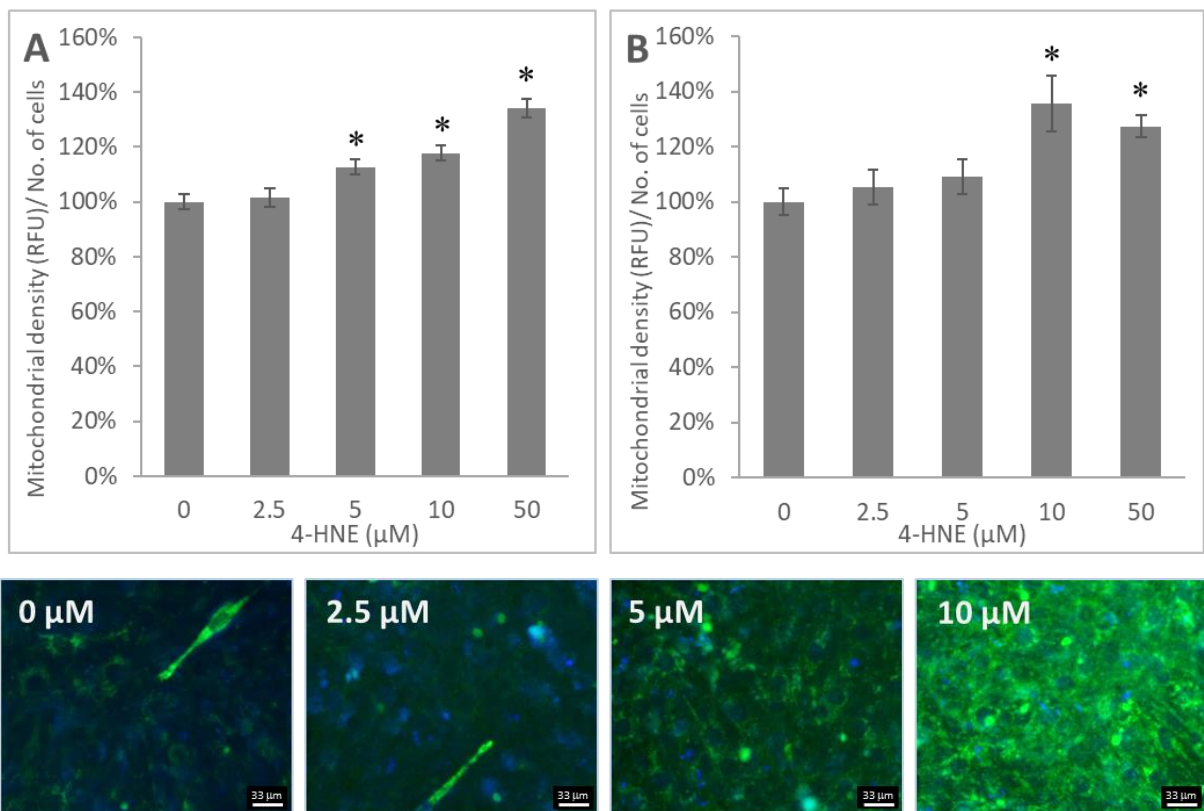 A
Mitochondrial density (RFU)/ No. of cells
160%
140%
120%
100%
80%
60%
40%
20%
0%
*
*
*
0 2.5 5 10 50
4-HNE (µM)
B
Mitochondrial density (RFU)/ No. of cells
160%
140%
120%
100%
80%
60%
40%
20%
0%
*
*
0 2.5 5 10 50
4-HNE (µM)
0 µM
33 µm
2.5 µM
33 µm
5 µM
33 µm
10 µM
33 µm